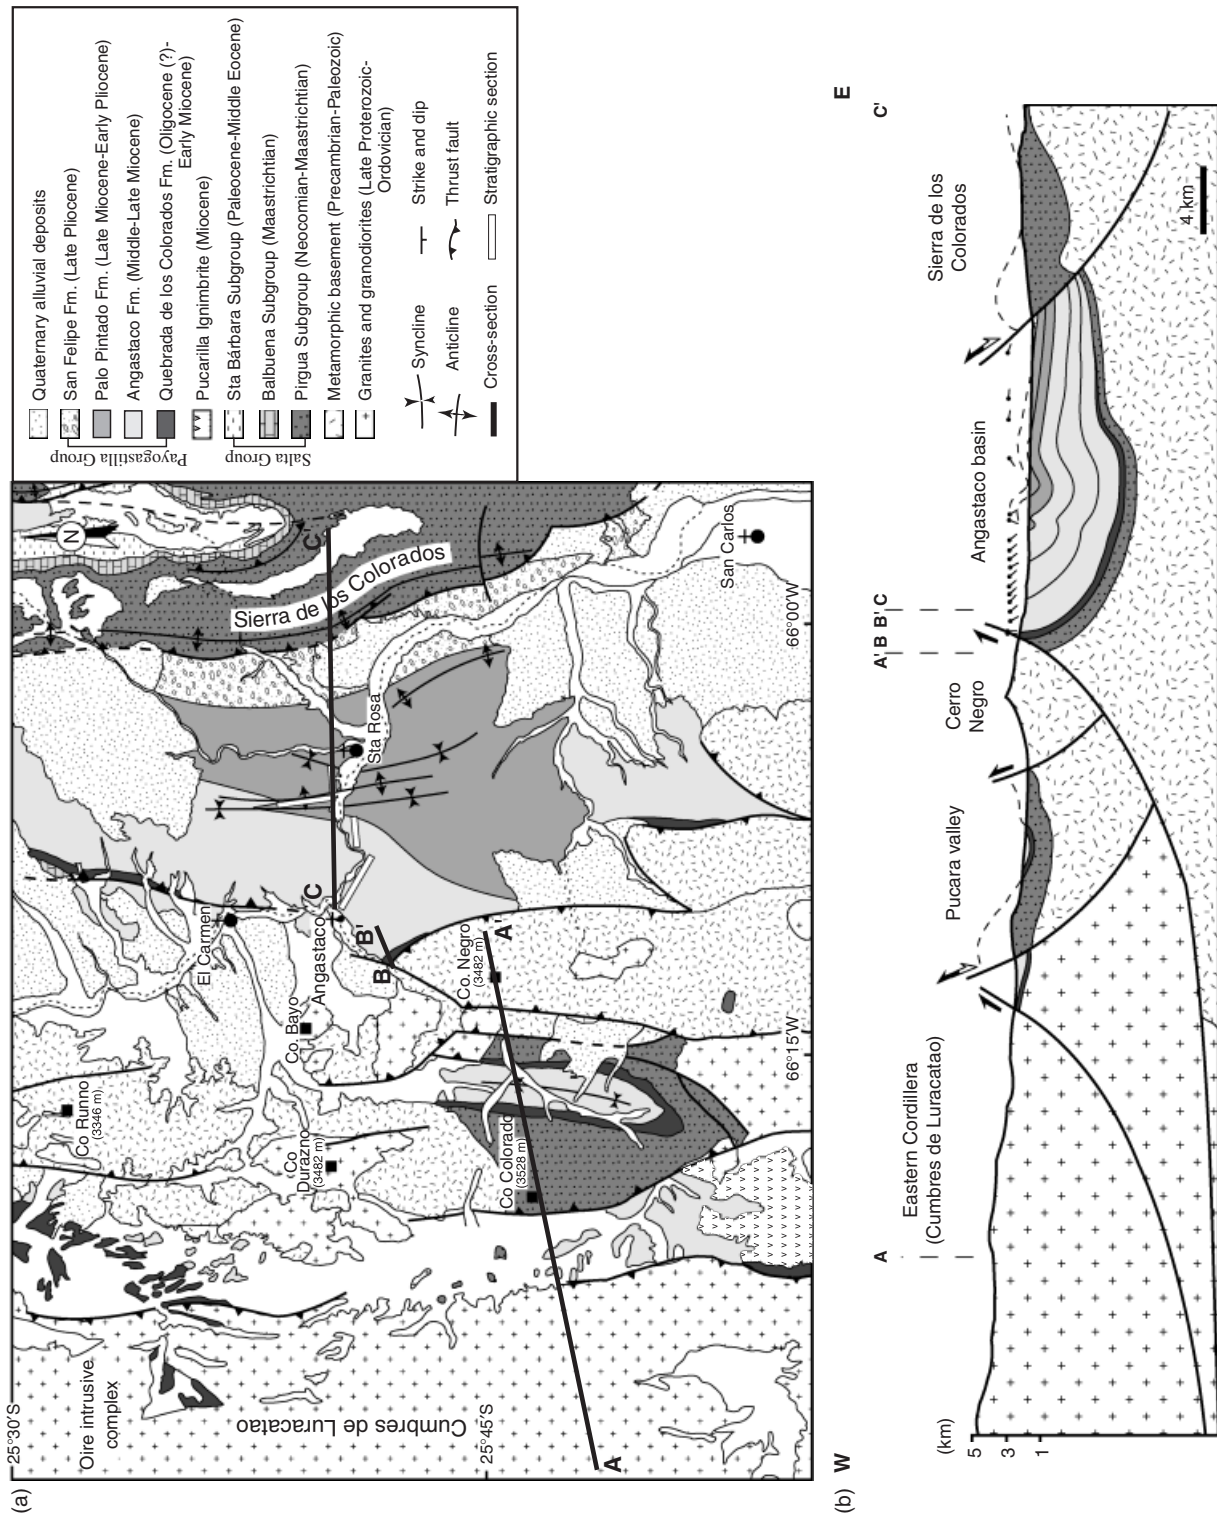 (a)
25°30′S
25°45′S
66°15′W
66°00′W
N
Oire intrusive
complex
Cumbres de Luracatao
Co Runno
(3346 m)
Co
Durazno
(3482 m)
Co. Bayo
El Carmen
Angastaco
Co Colorado
(3528 m)
Co. Negro
(3482 m)
Sta Rosa
Sierra de los Colorados
San Carlos
A
A'
B
B'
C
C'
Quaternary alluvial deposits
San Felipe Fm. (Late Pliocene)
Palo Pintado Fm. (Late Miocene-Early Pliocene)
Angastaco Fm. (Middle-Late Miocene)
Quebrada de los Colorados Fm. (Oligocene (?)-
Early Miocene)
Pucarilla Ignimbrite (Miocene)
Sta Bárbara Subgroup (Paleocene-Middle Eocene)
Balbuena Subgroup (Maastrichtian)
Pirgua Subgroup (Neocomian-Maastrichtian)
Metamorphic basement (Precambrian-Paleozoic)
Granites and granodiorites (Late Proterozoic-
Ordovician)
Payogastilla Group
Salta Group
Syncline
Anticline
Cross-section
Strike and dip
Thrust fault
Stratigraphic section
(b)
W
E
(km)
5
3
1
A
A' B B' C
C'
Eastern Cordillera
(Cumbres de Luracatao)
Pucara valley
Cerro
Negro
Angastaco basin
Sierra de los
Colorados
4 km